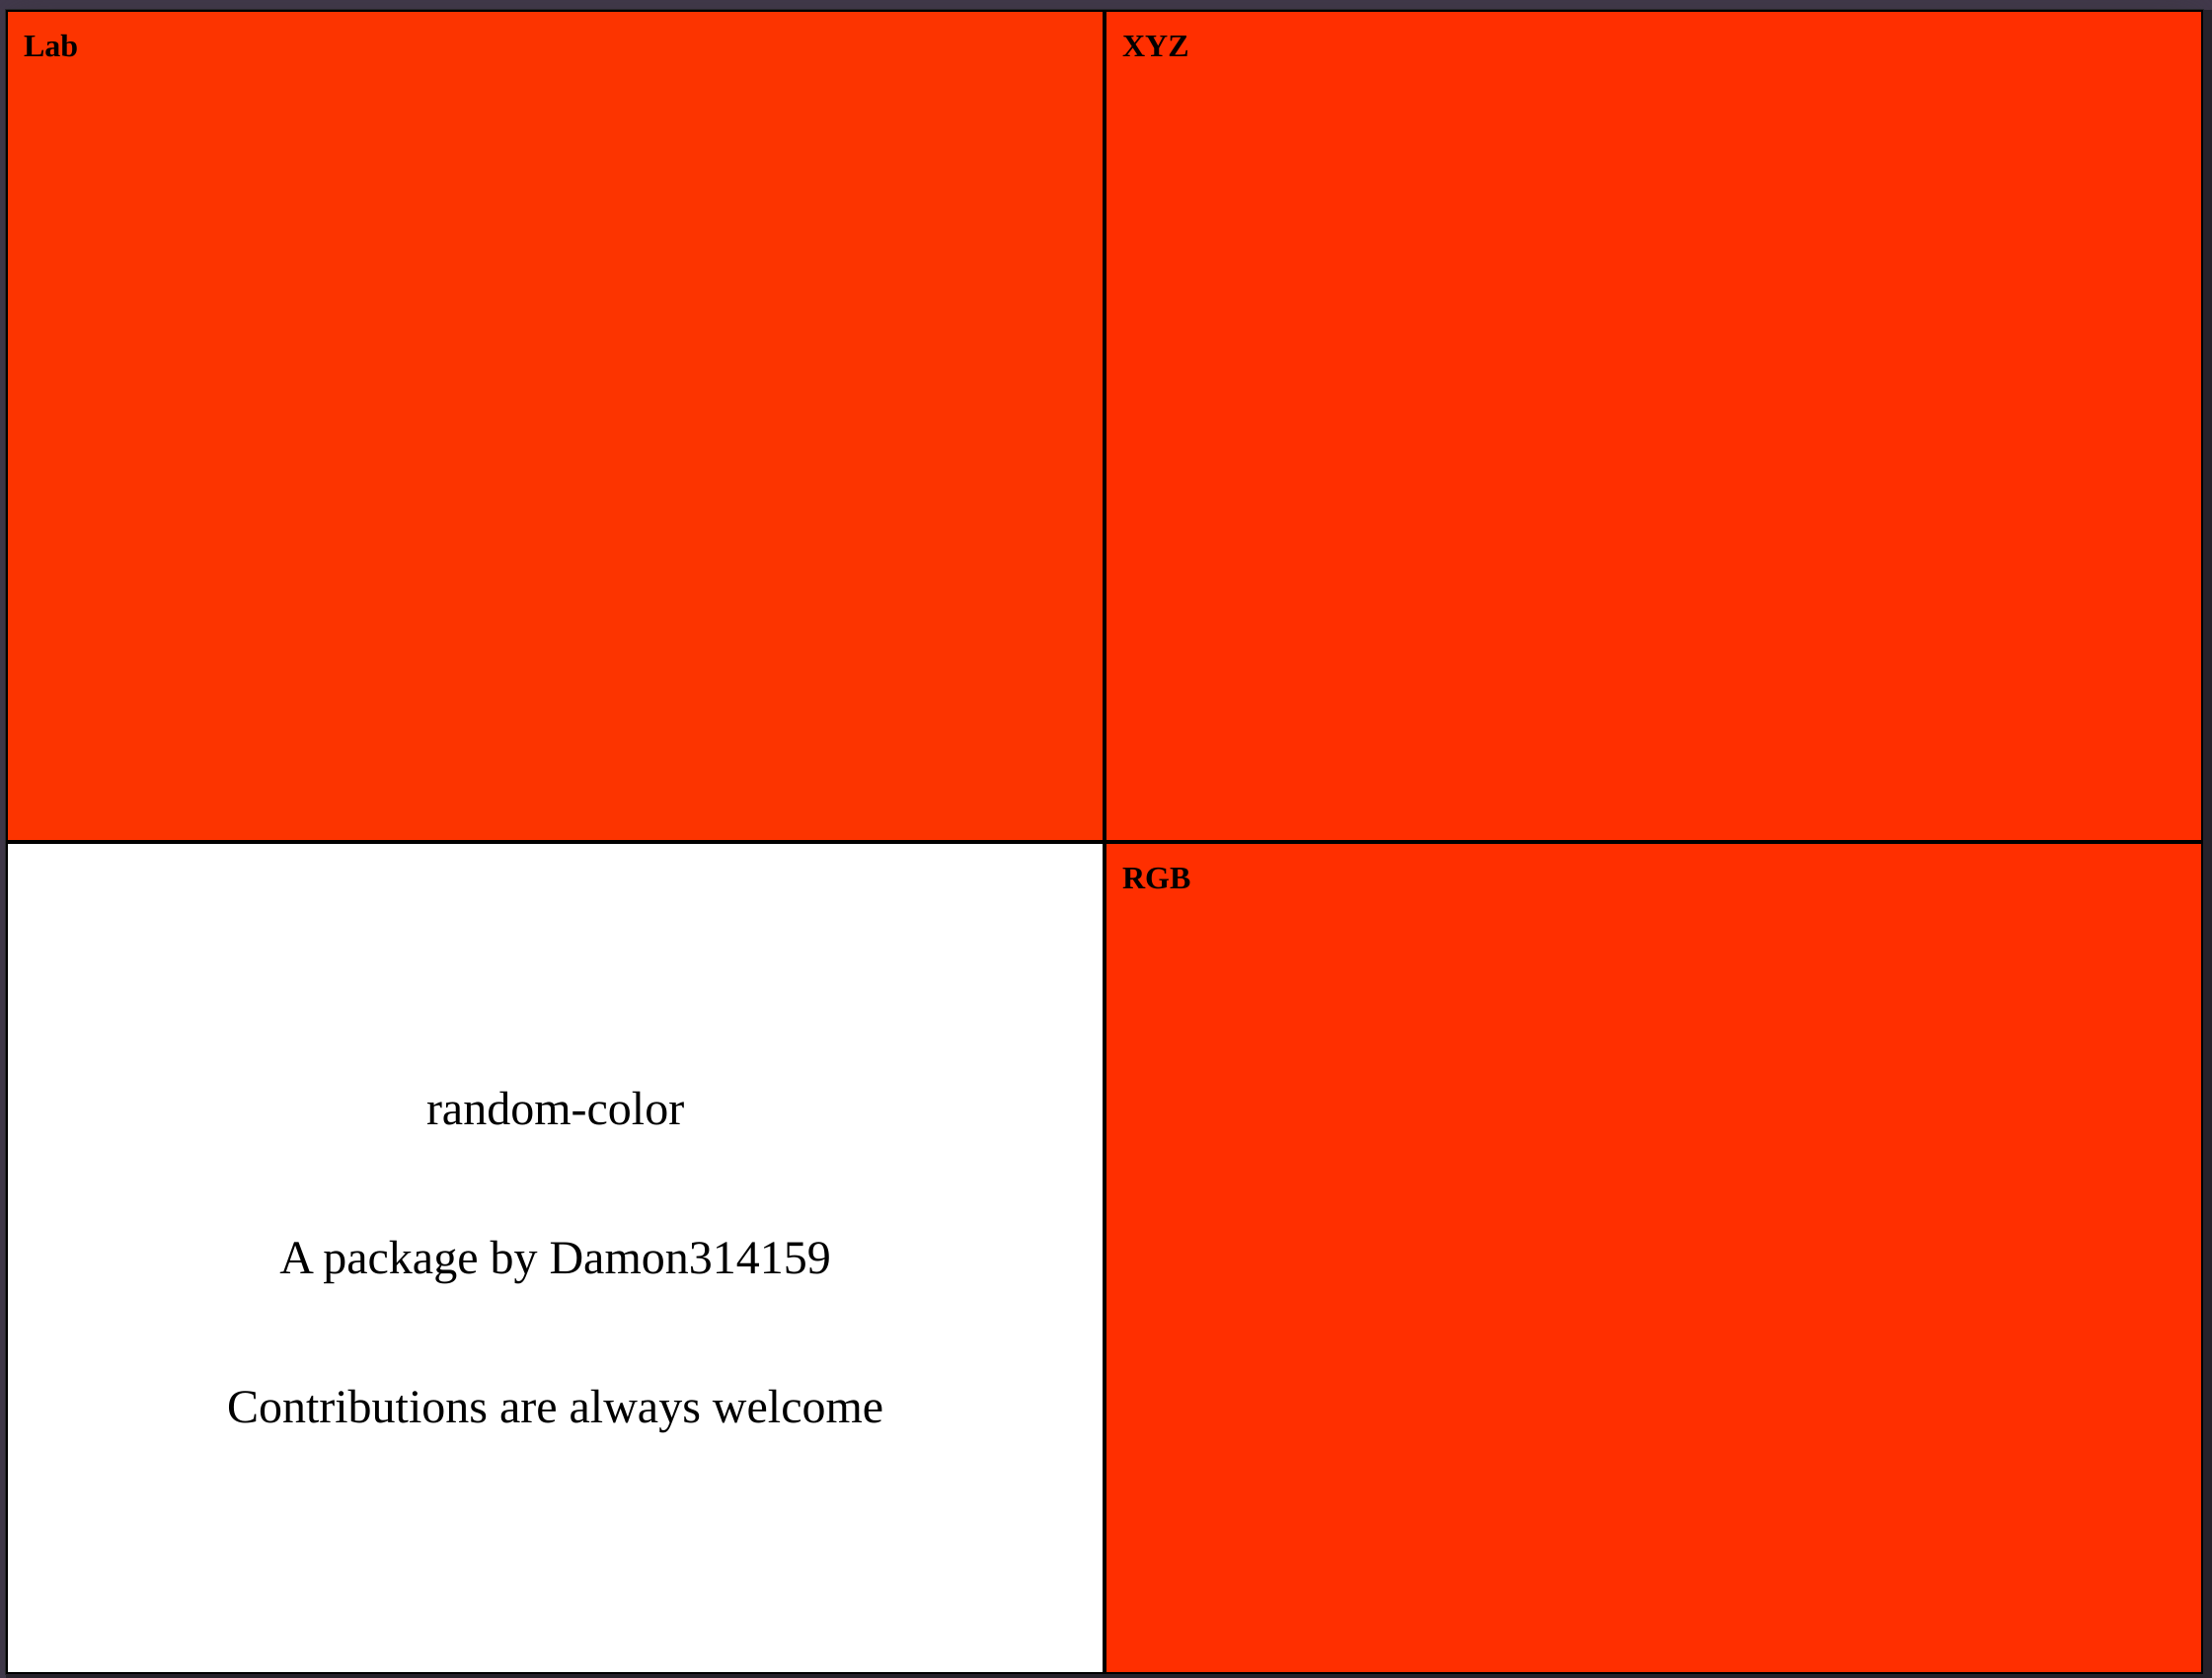 Lab
XYZ
random-color
A package by Damon314159
Contributions are always welcome
RGB